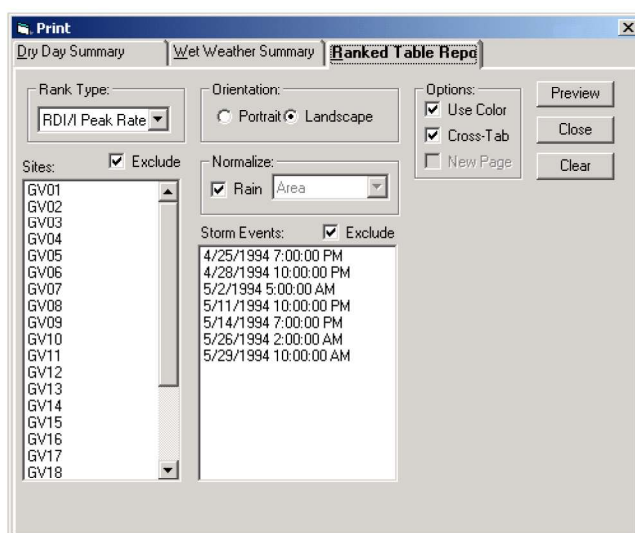 Print
Dry Day Summary
Wet Weather Summary
Ranked Table Repo
Rank Type:
RDI/I Peak Rate
Orientation:
Portrait
Landscape
Options:
Use Color
Cross-Tab
New Page
Preview
Close
Clear
Sites:
Exclude
GV01
GV02
GV03
GV04
GV05
GV06
GV07
GV08
GV09
GV10
GV11
GV12
GV13
GV14
GV15
GV16
GV17
GV18
Normalize:
Rain
Area
Storm Events:
Exclude
4/25/1994 7:00:00 PM
4/28/1994 10:00:00 PM
5/2/1994 5:00:00 AM
5/11/1994 10:00:00 PM
5/14/1994 7:00:00 PM
5/26/1994 2:00:00 AM
5/29/1994 10:00:00 AM